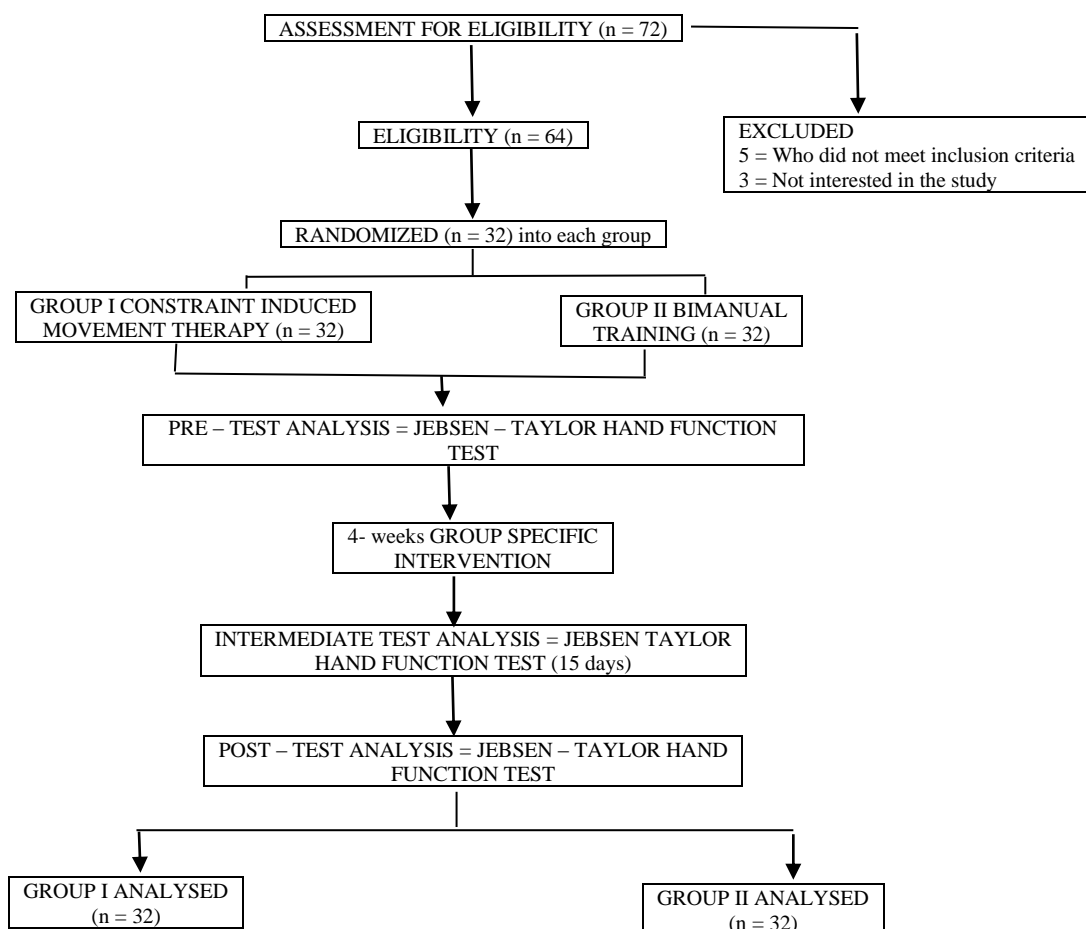 ASSESSMENT FOR ELIGIBILITY (n = 72)
ELIGIBILITY (n = 64)
EXCLUDED
5 = Who did not meet inclusion criteria
3 = Not interested in the study
RANDOMIZED (n = 32) into each group
GROUP I CONSTRAINT INDUCED
MOVEMENT THERAPY (n = 32)
GROUP II BIMANUAL
TRAINING (n = 32)
PRE – TEST ANALYSIS = JEBSEN – TAYLOR HAND FUNCTION
TEST
4- weeks GROUP SPECIFIC
INTERVENTION
INTERMEDIATE TEST ANALYSIS = JEBSEN TAYLOR
HAND FUNCTION TEST (15 days)
POST – TEST ANALYSIS = JEBSEN – TAYLOR HAND
FUNCTION TEST
GROUP I ANALYSED
(n = 32)
GROUP II ANALYSED
(n = 32)